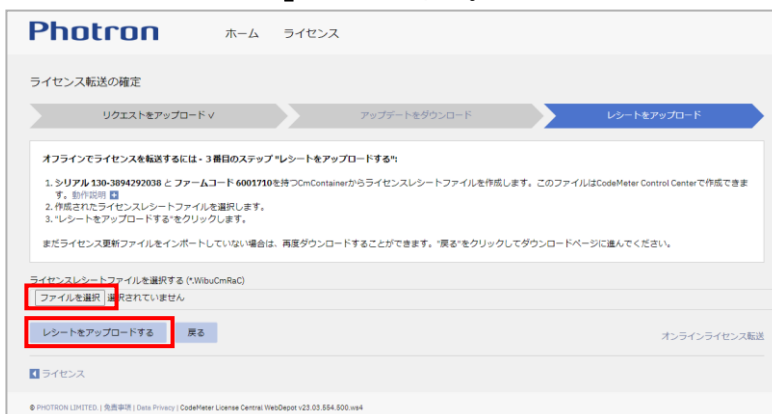 Photron ホーム ライセンス
ライセンス転送の確定
リクエストをアップロード √ アップデートをダウンロード レシートをアップロード
オフラインでライセンスを転送するには - 3 番目のステップ "レシートをアップロードする":
1. シリアル 130-3894292038 と ファームコード 6001710を持つCmContainerからライセンスレシートファイルを作成します。このファイルはCodeMeter Control Centerで作成できま
す。動作説明
2. 作成されたライセンスレシートファイルを選択します。
3. "レシートをアップロードする"をクリックします。
まだライセンス更新ファイルをインポートしていない場合は、再度ダウンロードすることができます。"戻る"をクリックしてダウンロードページに進んでください。
ライセンスレシートファイルを選択する (*.WibuCmRaC)
ファイルを選択 選択されていません
レシートをアップロードする 戻る オンラインライセンス転送
ライセンス
© PHOTRON LIMITED. | 免責事項 | Data Privacy | CodeMeter License Central WebDepot v23.03.554.500.ws4